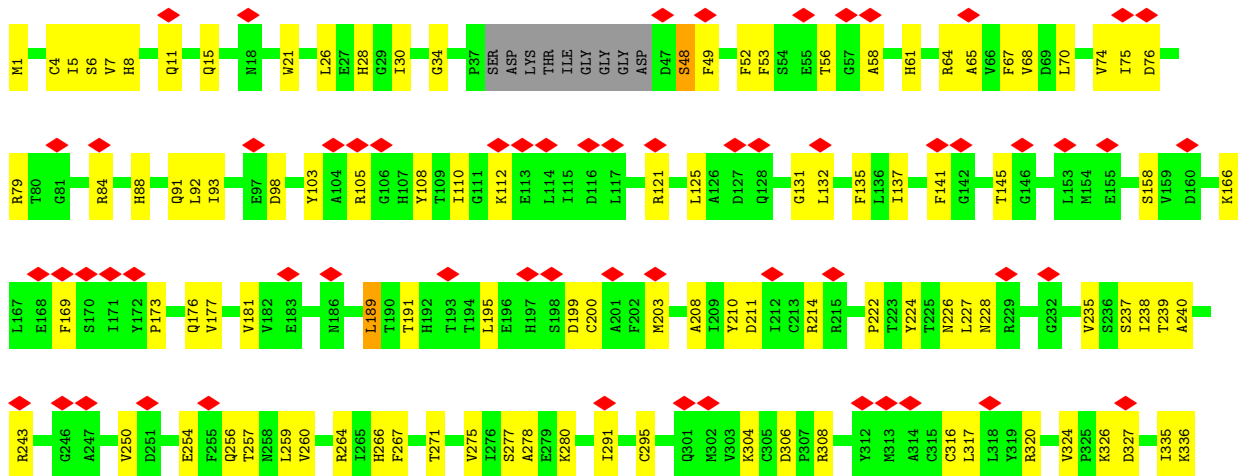 M1 C4 I5 S6 V7 H8 Q11 Q15 N18 W21 L26 E27 H28 G29 I30 G34 P37 SER ASP LYS THR ILE GLY GLY GLY ASP D47 S48 F49 F52 F53 S54 E55 T56 G57 A58 H61 R64 A65 V66 F67 V68 D69 L70 V74 I75 D76
R79 T80 G81 R84 H88 Q91 L92 I93 E97 D98 Y103 A104 R105 G106 H107 Y108 T109 I110 G111 K112 E113 L114 I115 D116 L117 R121 L125 A126 D127 Q128 G131 L132 F135 L136 I137 F141 G142 T145 G146 L153 M154 E155 S158 V159 D160 K166
L167 E168 F169 S170 I171 Y172 P173 Q176 V177 V181 V182 E183 N186 L189 T190 T191 H192 T193 T194 L195 E196 H197 S198 D199 C200 A201 F202 M203 A208 I209 Y210 D211 I212 C213 R214 R215 P222 T223 Y224 T225 N226 L227 N228 R229 G232 V235 S236 S237 I238 T239 A240
R243 G246 A247 V250 D251 E254 F255 Q256 T257 N258 L259 V260 R264 I265 H266 F267 T271 V275 I276 S277 A278 E279 K280 I291 C295 Q301 M302 V303 K304 C305 D306 P307 R308 Y312 M313 A314 C315 C316 L317 L318 Y319 R320 V324 P325 K326 D327 I335 K336